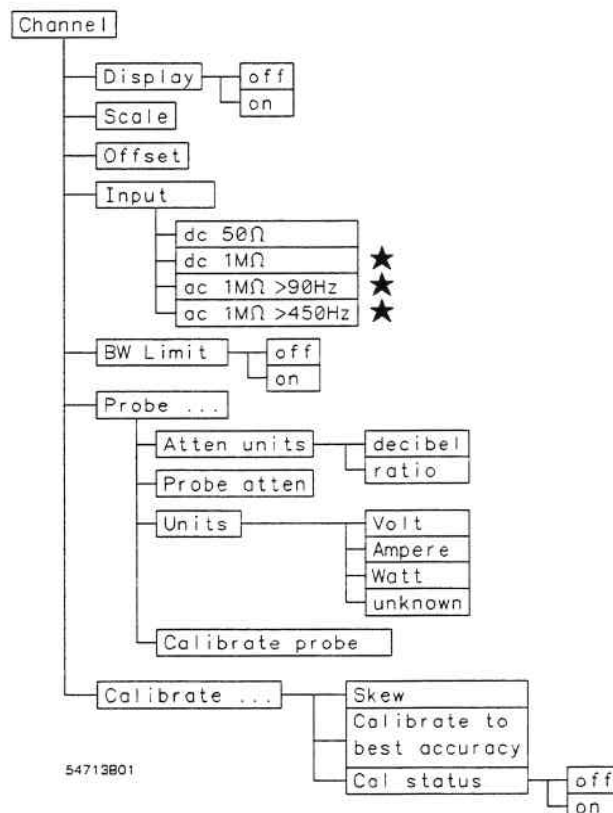 Channel
Display
off
on
Scale
Offset
Input
dc 50Ω
dc 1MΩ
ac 1MΩ >90Hz
ac 1MΩ >450Hz
BW Limit
off
on
Probe ...
Atten units
decibel
ratio
Probe atten
Units
Volt
Ampere
Watt
unknown
Calibrate probe
Calibrate ...
Skew
Calibrate to
best accuracy
Cal status
off
on
54713B01